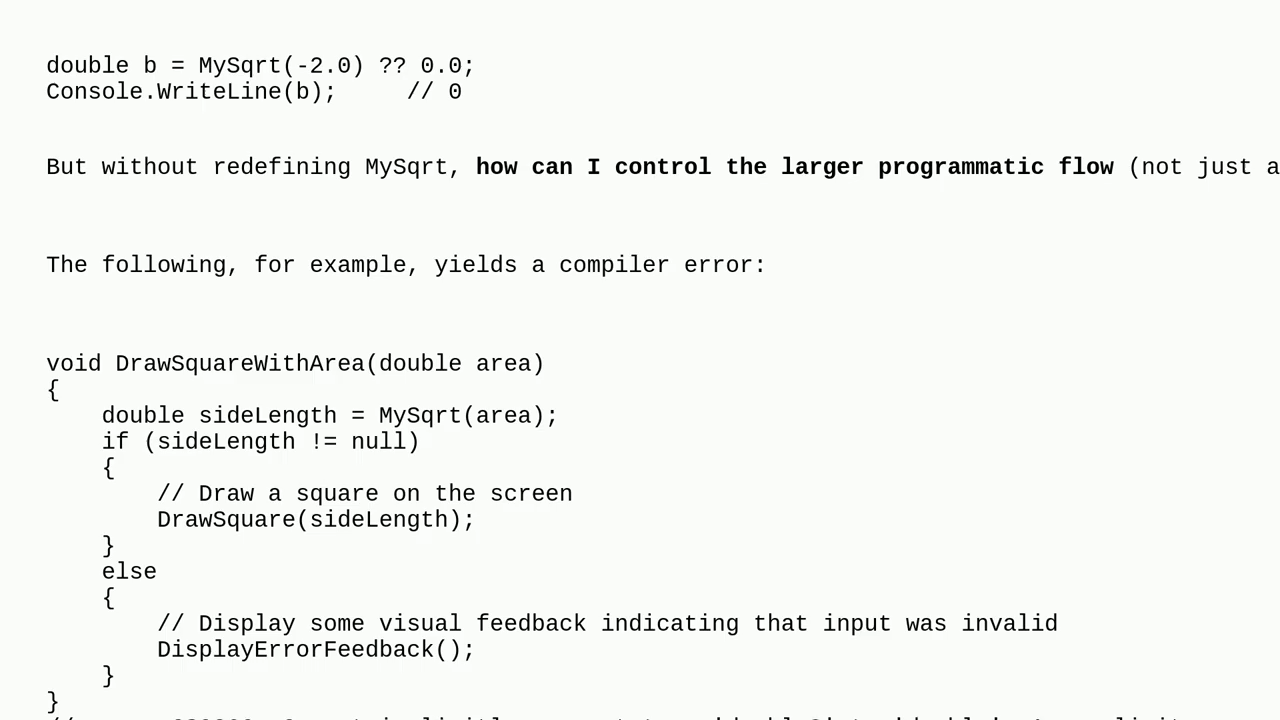 double b = MySqrt(-2.0) ?? 0.0;
Console.WriteLine(b);     // 0
But without redefining MySqrt, how can I control the larger programmatic flow (not just a
The following, for example, yields a compiler error:
void DrawSquareWithArea(double area)
{
    double sideLength = MySqrt(area);
    if (sideLength != null)
    {
        // Draw a square on the screen
        DrawSquare(sideLength);
    }
    else
    {
        // Display some visual feedback indicating that input was invalid
        DisplayErrorFeedback();
    }
}